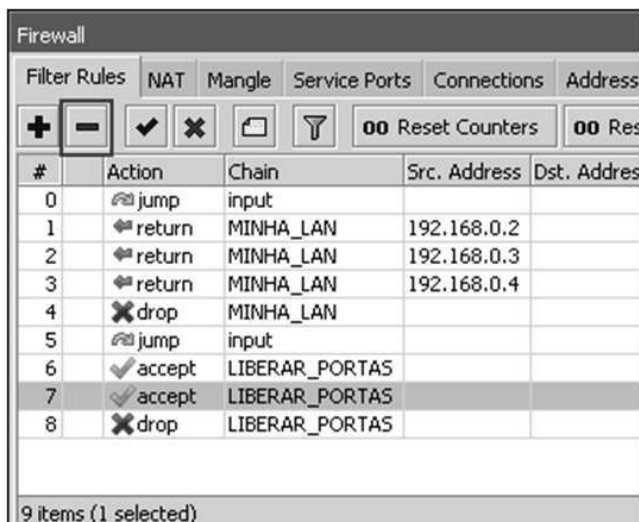 Firewall
Filter Rules NAT Mangle Service Ports Connections Address
00 Reset Counters 00 Res
# Action Chain Src. Address Dst. Addres
0 jump input
1 return MINHA_LAN 192.168.0.2
2 return MINHA_LAN 192.168.0.3
3 return MINHA_LAN 192.168.0.4
4 drop MINHA_LAN
5 jump input
6 accept LIBERAR_PORTAS
7 accept LIBERAR_PORTAS
8 drop LIBERAR_PORTAS
9 items (1 selected)